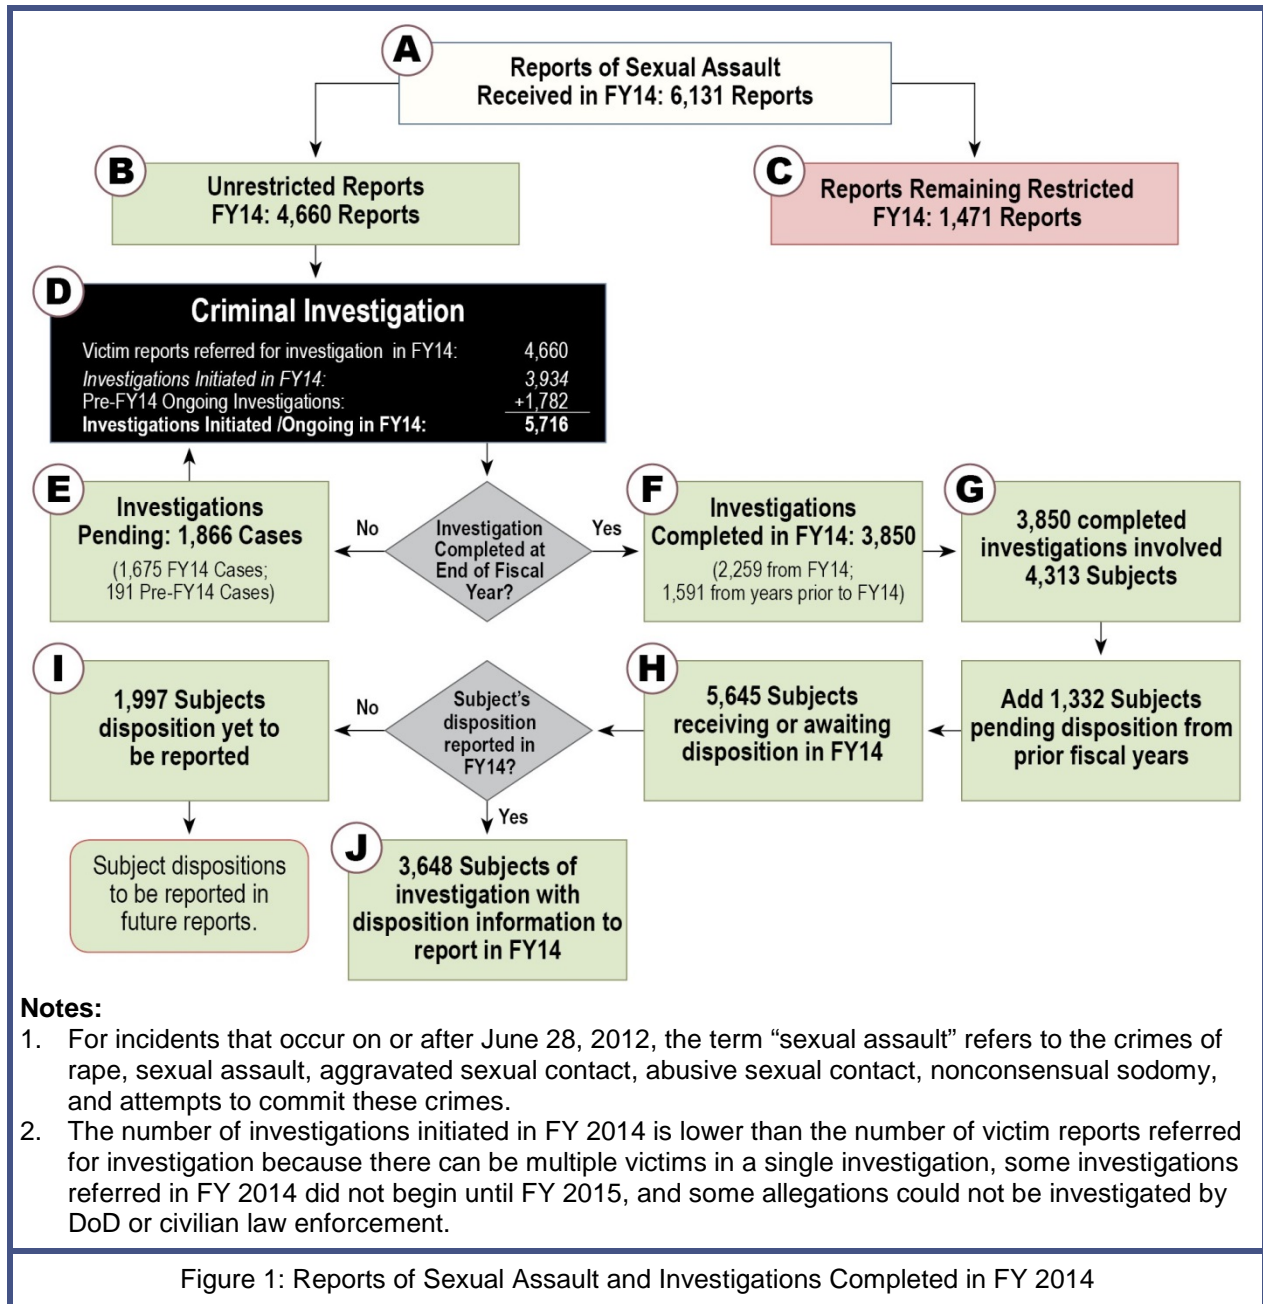 A
Reports of Sexual Assault
Received in FY14: 6,131 Reports
B
Unrestricted Reports
FY14: 4,660 Reports
C
Reports Remaining Restricted
FY14: 1,471 Reports
D
Criminal Investigation
Victim reports referred for investigation in FY14: 4,660
Investigations Initiated in FY14: 3,934
Pre-FY14 Ongoing Investigations: +1,782
Investigations Initiated /Ongoing in FY14: 5,716
E
Investigations
Pending: 1,866 Cases
(1,675 FY14 Cases;
191 Pre-FY14 Cases)
No
Investigation
Completed at
End of Fiscal
Year?
Yes
F
Investigations
Completed in FY14: 3,850
(2,259 from FY14;
1,591 from years prior to FY14)
G
3,850 completed
investigations involved
4,313 Subjects
I
1,997 Subjects
disposition yet to
be reported
No
Subject's
disposition
reported in
FY14?
Yes
H
5,645 Subjects
receiving or awaiting
disposition in FY14
Add 1,332 Subjects
pending disposition from
prior fiscal years
Subject dispositions
to be reported in
future reports.
J
3,648 Subjects of
investigation with
disposition information to
report in FY14
Notes:
1. For incidents that occur on or after June 28, 2012, the term “sexual assault” refers to the crimes of
rape, sexual assault, aggravated sexual contact, abusive sexual contact, nonconsensual sodomy,
and attempts to commit these crimes.
2. The number of investigations initiated in FY 2014 is lower than the number of victim reports referred
for investigation because there can be multiple victims in a single investigation, some investigations
referred in FY 2014 did not begin until FY 2015, and some allegations could not be investigated by
DoD or civilian law enforcement.
Figure 1: Reports of Sexual Assault and Investigations Completed in FY 2014